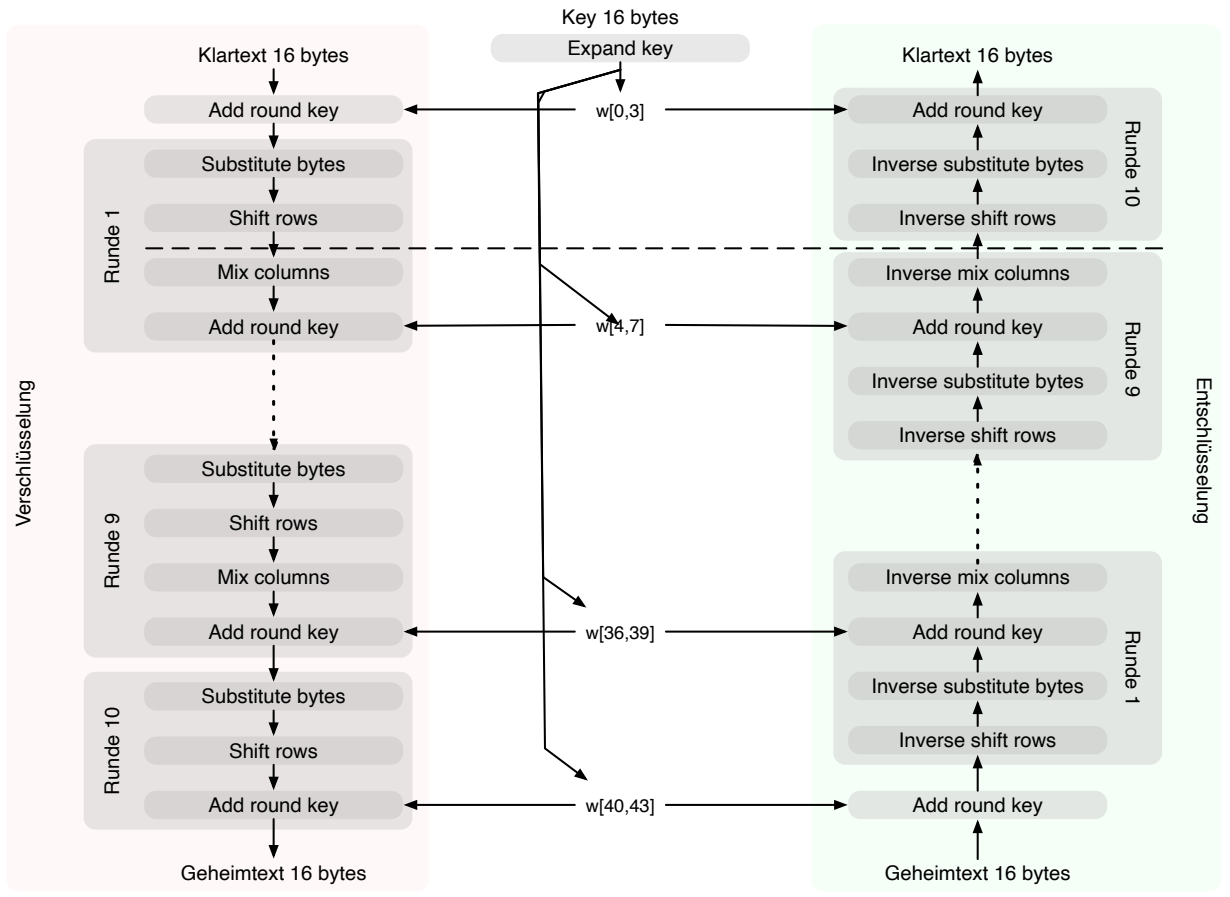 Key 16 bytes
Expand key
w[0,3]
w[4,7]
w[36,39]
w[40,43]
Verschlüsselung
Klartext 16 bytes
Add round key
Runde 1
Substitute bytes
Shift rows
Mix columns
Add round key
Runde 9
Substitute bytes
Shift rows
Mix columns
Add round key
Runde 10
Substitute bytes
Shift rows
Add round key
Geheimtext 16 bytes
Entschlüsselung
Klartext 16 bytes
Runde 10
Add round key
Inverse substitute bytes
Inverse shift rows
Runde 9
Inverse mix columns
Add round key
Inverse substitute bytes
Inverse shift rows
Runde 1
Inverse mix columns
Add round key
Inverse substitute bytes
Inverse shift rows
Add round key
Geheimtext 16 bytes